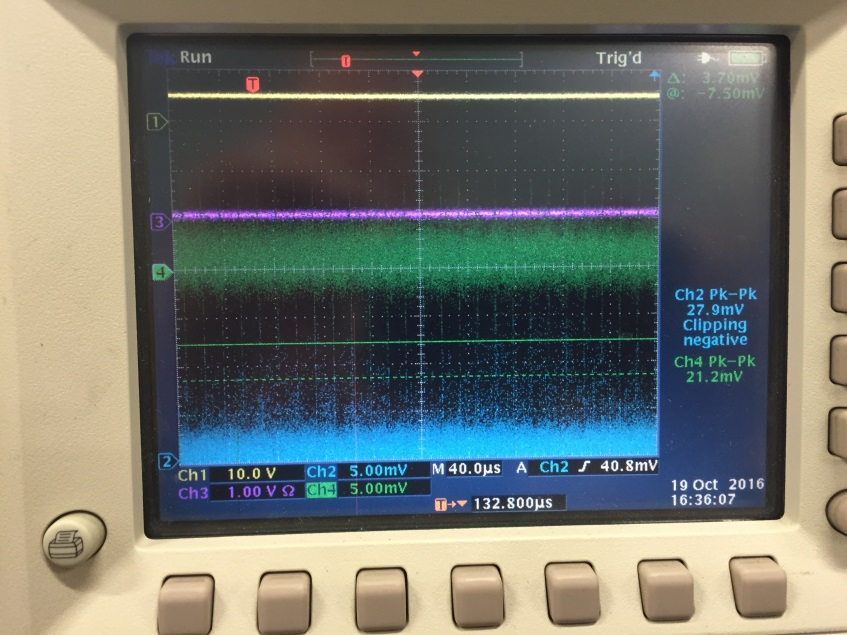 Tek Run Trig'd
T
T
Δ: 3.70mV
@: -7.50mV
1
3
4
Ch2 Pk-Pk
27.9mV
Clipping
negative
Ch4 Pk-Pk
21.2mV
2
Ch1 10.0 V Ch2 5.00mV M 40.0µs A Ch2 40.8mV
Ch3 1.00 V Ω Ch4 5.00mV
T 132.800µs
19 Oct 2016
16:36:07